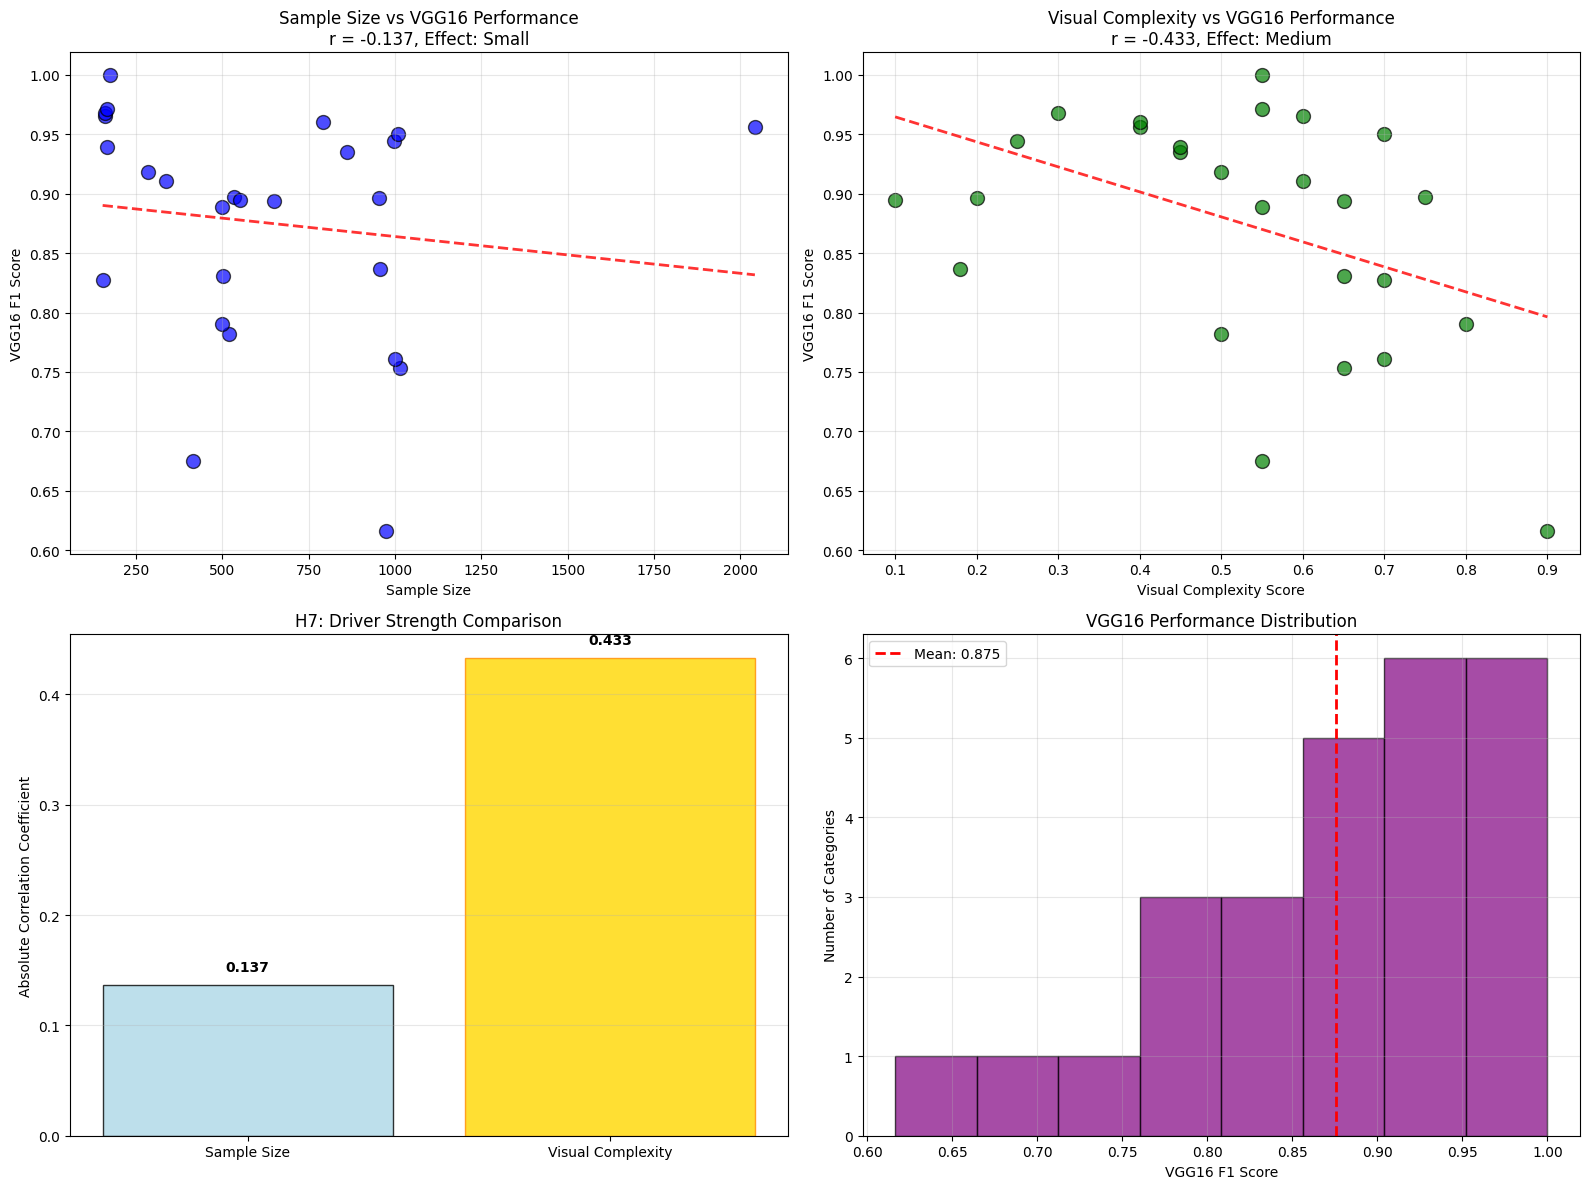 Sample Size vs VGG16 Performance
r = -0.137, Effect: Small
VGG16 F1 Score
1.00
0.95
0.90
0.85
0.80
0.75
0.70
0.65
0.60
250 500 750 1000 1250 1500 1750 2000
Sample Size
Visual Complexity vs VGG16 Performance
r = -0.433, Effect: Medium
VGG16 F1 Score
1.00
0.95
0.90
0.85
0.80
0.75
0.70
0.65
0.60
0.1 0.2 0.3 0.4 0.5 0.6 0.7 0.8 0.9
Visual Complexity Score
H7: Driver Strength Comparison
Absolute Correlation Coefficient
0.4
0.3
0.2
0.1
0.0
0.137
0.433
Sample Size Visual Complexity
VGG16 Performance Distribution
Mean: 0.875
Number of Categories
6
5
4
3
2
1
0
0.60 0.65 0.70 0.75 0.80 0.85 0.90 0.95 1.00
VGG16 F1 Score